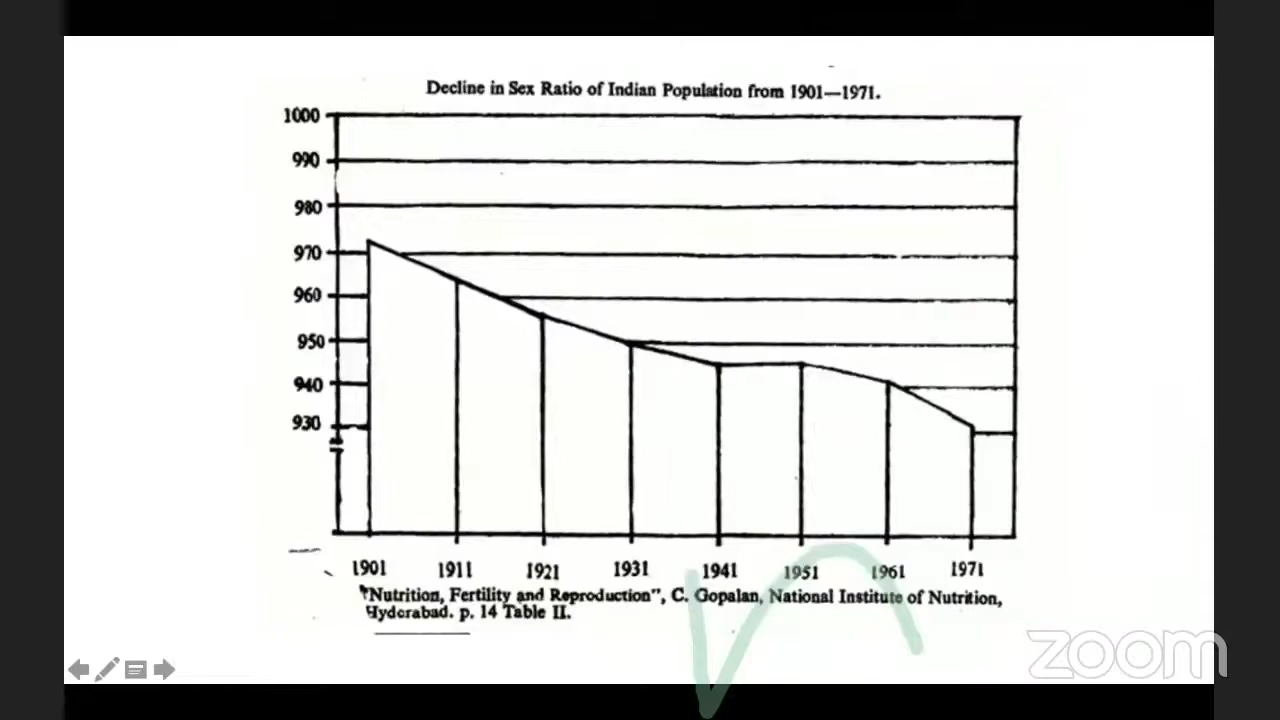 Decline in Sex Ratio of Indian Population from 1901—1971.
1000
990
980
970
960
950
940
930
1901 1911 1921 1931 1941 1951 1961 1971
"Nutrition, Fertility and Reproduction", C. Gopalan, National Institute of Nutrition,
Hyderabad. p. 14 Table II.
zoom